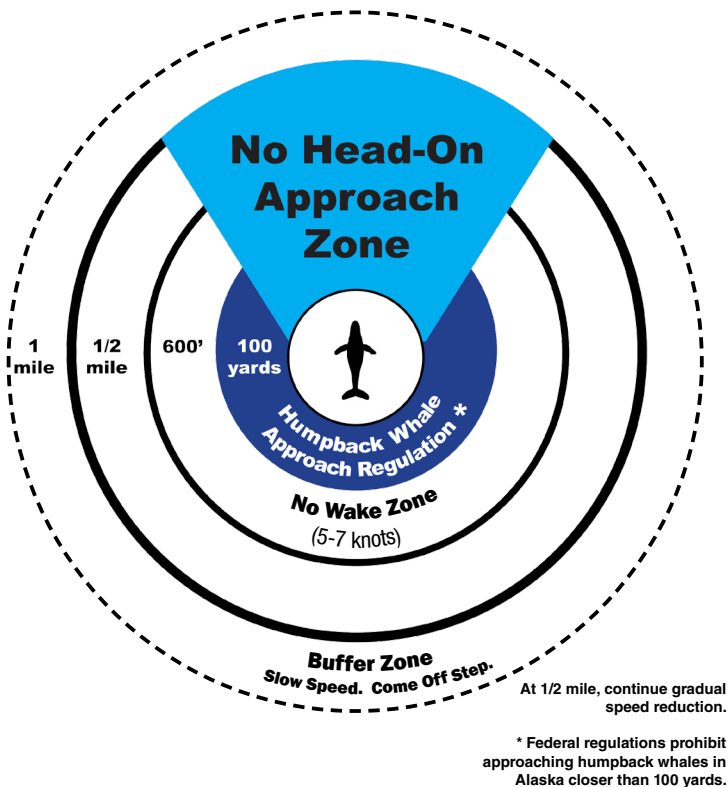 No Head-On
Approach
Zone
1
mile
1/2
mile
600’
100
yards
Humpback Whale
Approach Regulation *
No Wake Zone
(5-7 knots)
Buffer Zone
Slow Speed. Come Off Step.
At 1/2 mile, continue gradual
speed reduction.
* Federal regulations prohibit
approaching humpback whales in
Alaska closer than 100 yards.